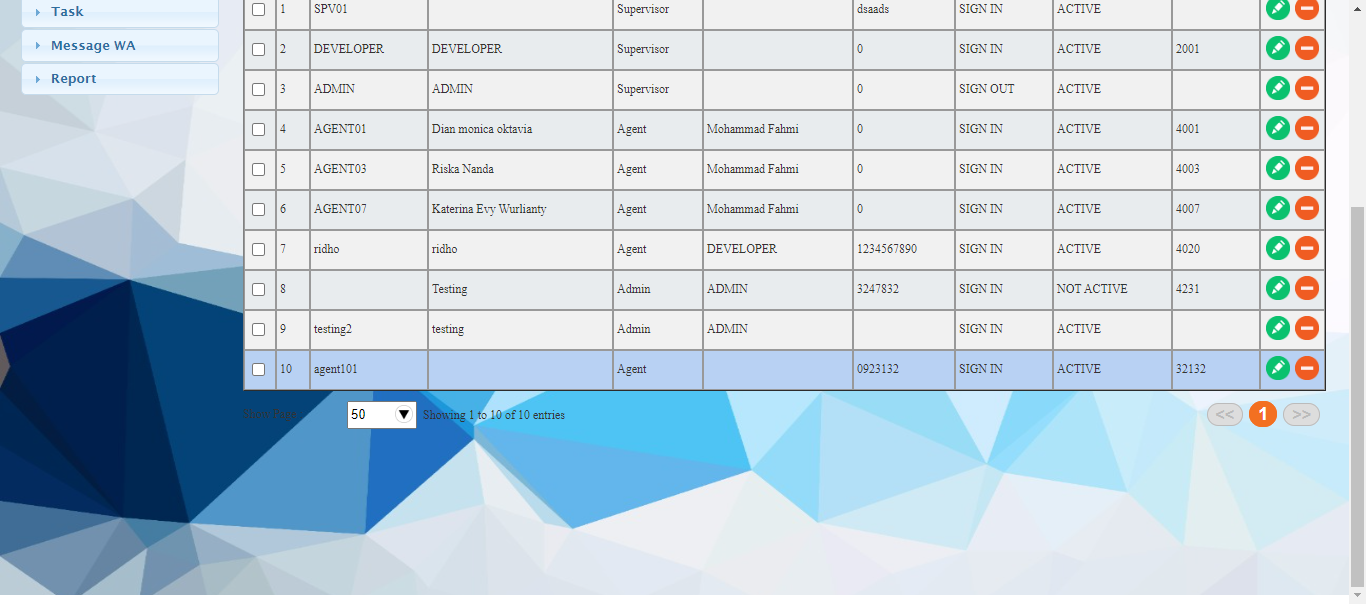 Task
Message WA
Report
1 SPV01 Supervisor dsaads SIGN IN ACTIVE
2 DEVELOPER DEVELOPER Supervisor 0 SIGN IN ACTIVE 2001
3 ADMIN ADMIN Supervisor 0 SIGN OUT ACTIVE
4 AGENT01 Dian monica oktavia Agent Mohammad Fahmi 0 SIGN IN ACTIVE 4001
5 AGENT03 Riska Nanda Agent Mohammad Fahmi 0 SIGN IN ACTIVE 4003
6 AGENT07 Katerina Evy Wurlianty Agent Mohammad Fahmi 0 SIGN IN ACTIVE 4007
7 ridho ridho Agent DEVELOPER 1234567890 SIGN IN ACTIVE 4020
8 Testing Admin ADMIN 3247832 SIGN IN NOT ACTIVE 4231
9 testing2 testing Admin ADMIN SIGN IN ACTIVE
10 agent101 Agent 0923132 SIGN IN ACTIVE 32132
50 Showing 1 to 10 of 10 entries << 1 >>